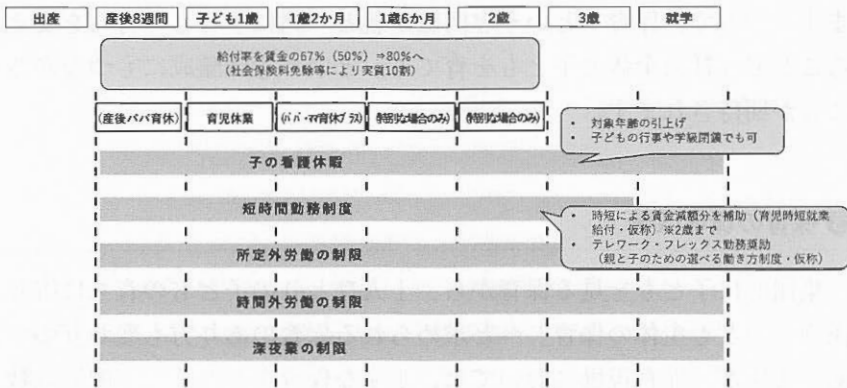 出産 産後8週間 子ども1歳 1歳2か月 1歳6か月 2歳 3歳 就学
給付率を賃金の67%（50%）⇒80%へ
（社会保険料免除等により実質10割）
（産後パパ育休） 育児休業 （パパ・ママ育休プラス） （特別な場合のみ） （特別な場合のみ）
・ 対象年齢の引上げ
・ 子どもの行事や学級閉鎖でも可
子の看護休暇
短時間勤務制度
・ 時短による賃金減額分を補助（育児時短就業
給付・仮称）※2歳まで
・ テレワーク・フレックス勤務奨励
（親と子のための選べる働き方制度・仮称）
所定外労働の制限
時間外労働の制限
深夜業の制限